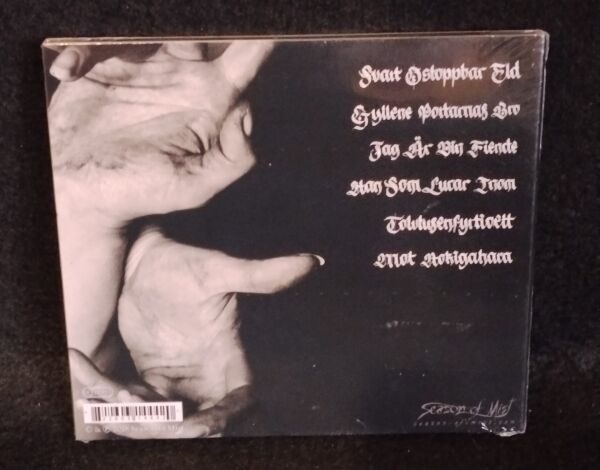 Svart Ostoppbar Eld
Gyllene Portarnas Bro
Jag Är Din Fiende
Han Som Lurar Inom
Tolvtusenfyrtioett
Mot Aokigahara
Season of Mist